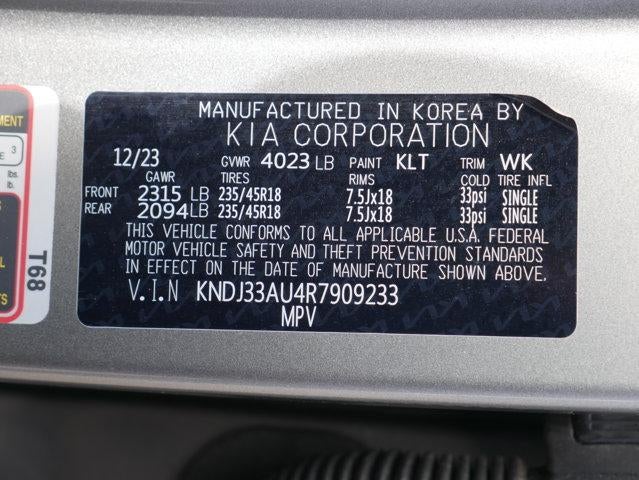 MANUFACTURED IN KOREA BY
KIA CORPORATION
12/23 GVWR 4023 LB PAINT KLT TRIM WK
GAWR TIRES RIMS COLD TIRE INFL
FRONT 2315 LB 235/45R18 7.5Jx18 33psi SINGLE
REAR 2094 LB 235/45R18 7.5Jx18 33psi SINGLE
THIS VEHICLE CONFORMS TO ALL APPLICABLE U.S.A. FEDERAL
MOTOR VEHICLE SAFETY AND THEFT PREVENTION STANDARDS
IN EFFECT ON THE DATE OF MANUFACTURE SHOWN ABOVE.
V.I.N KNDJ33AU4R7909233
MPV
3
lbs.
lb.
T68